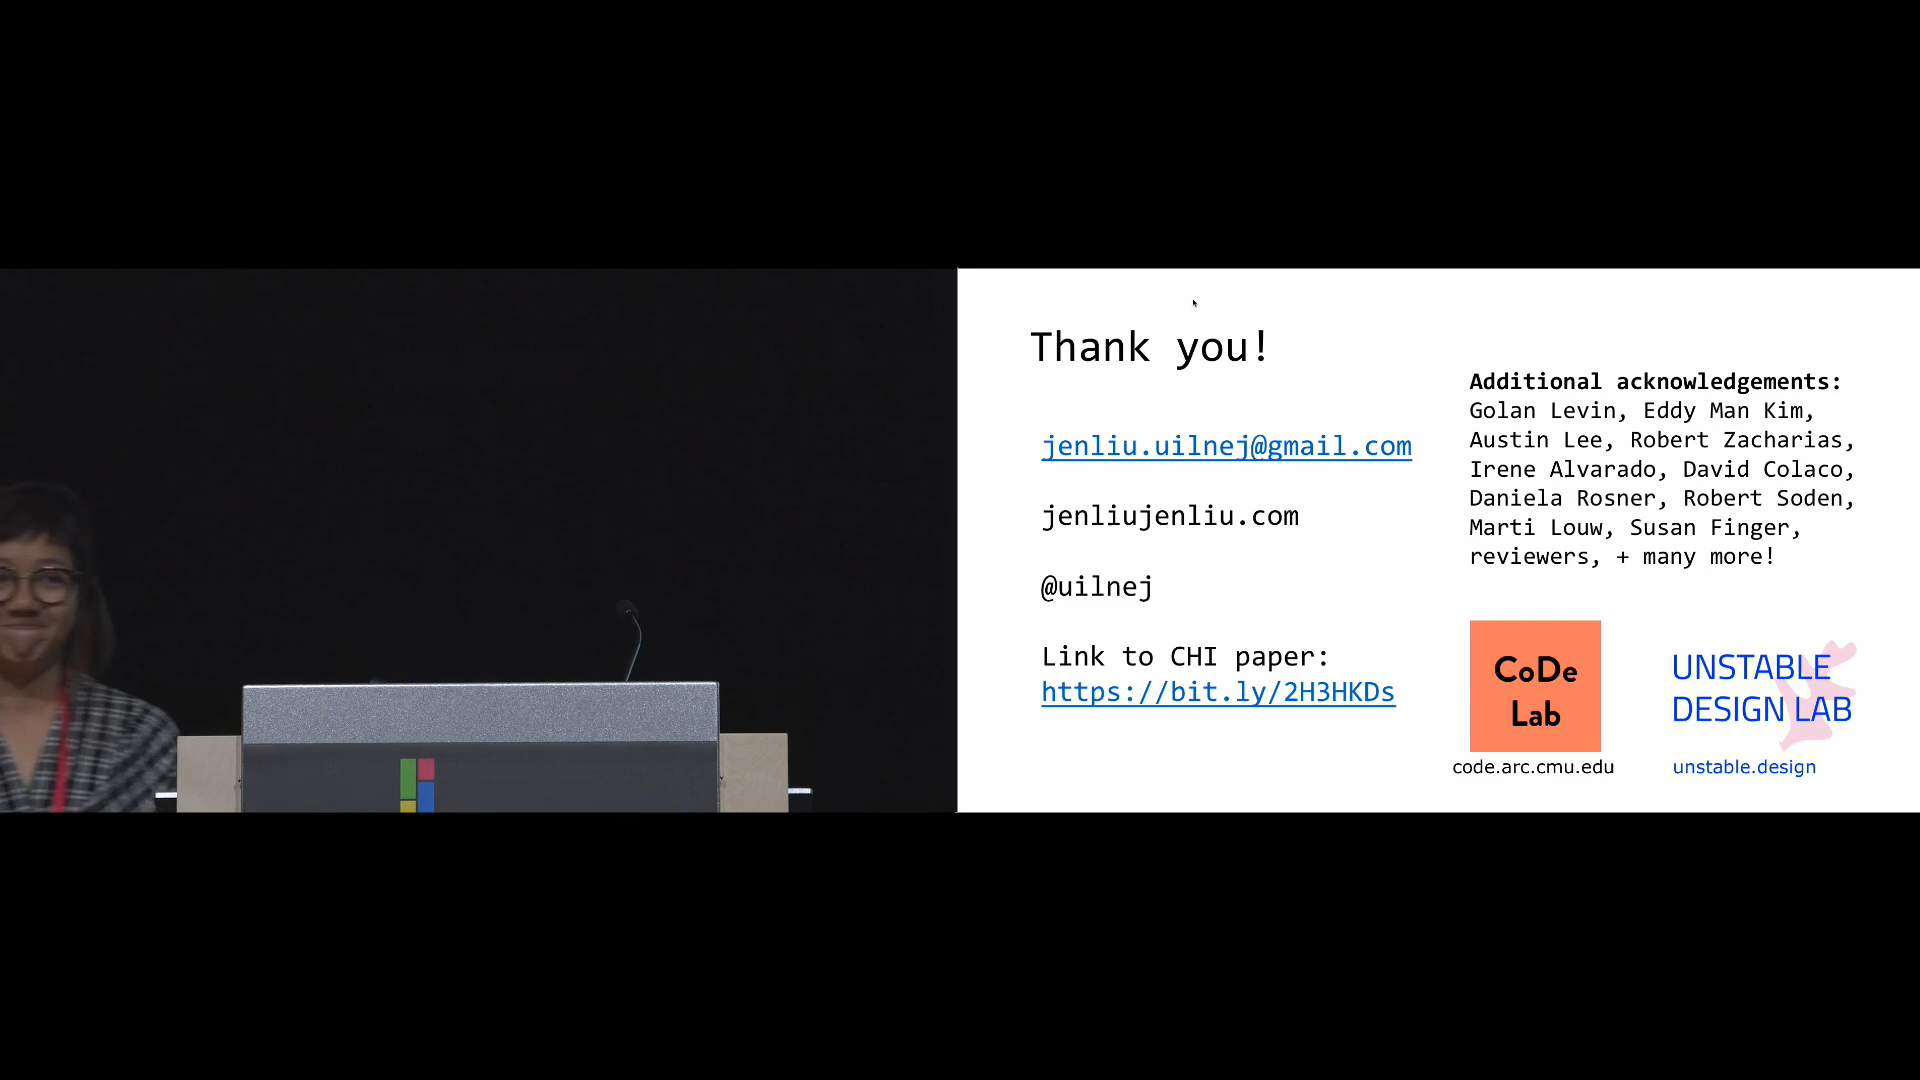 Thank you!
jenliu.uilnej@gmail.com
jenliujenliu.com
@uilnej
Link to CHI paper:
https://bit.ly/2H3HKDs
Additional acknowledgements:
Golan Levin, Eddy Man Kim,
Austin Lee, Robert Zacharias,
Irene Alvarado, David Colaco,
Daniela Rosner, Robert Soden,
Marti Louw, Susan Finger,
reviewers, + many more!
CoDe
Lab
code.arc.cmu.edu
UNSTABLE
DESIGN LAB
unstable.design